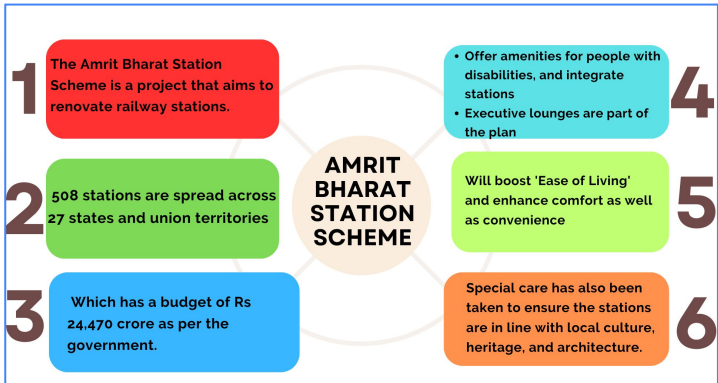 1
The Amrit Bharat Station
Scheme is a project that aims to
renovate railway stations.
2
508 stations are spread across
27 states and union territories
3
Which has a budget of Rs
24,470 crore as per the
government.
AMRIT
BHARAT
STATION
SCHEME
• Offer amenities for people with
disabilities, and integrate
stations
• Executive lounges are part of
the plan
4
Will boost 'Ease of Living'
and enhance comfort as well
as convenience
5
Special care has also been
taken to ensure the stations
are in line with local culture,
heritage, and architecture.
6